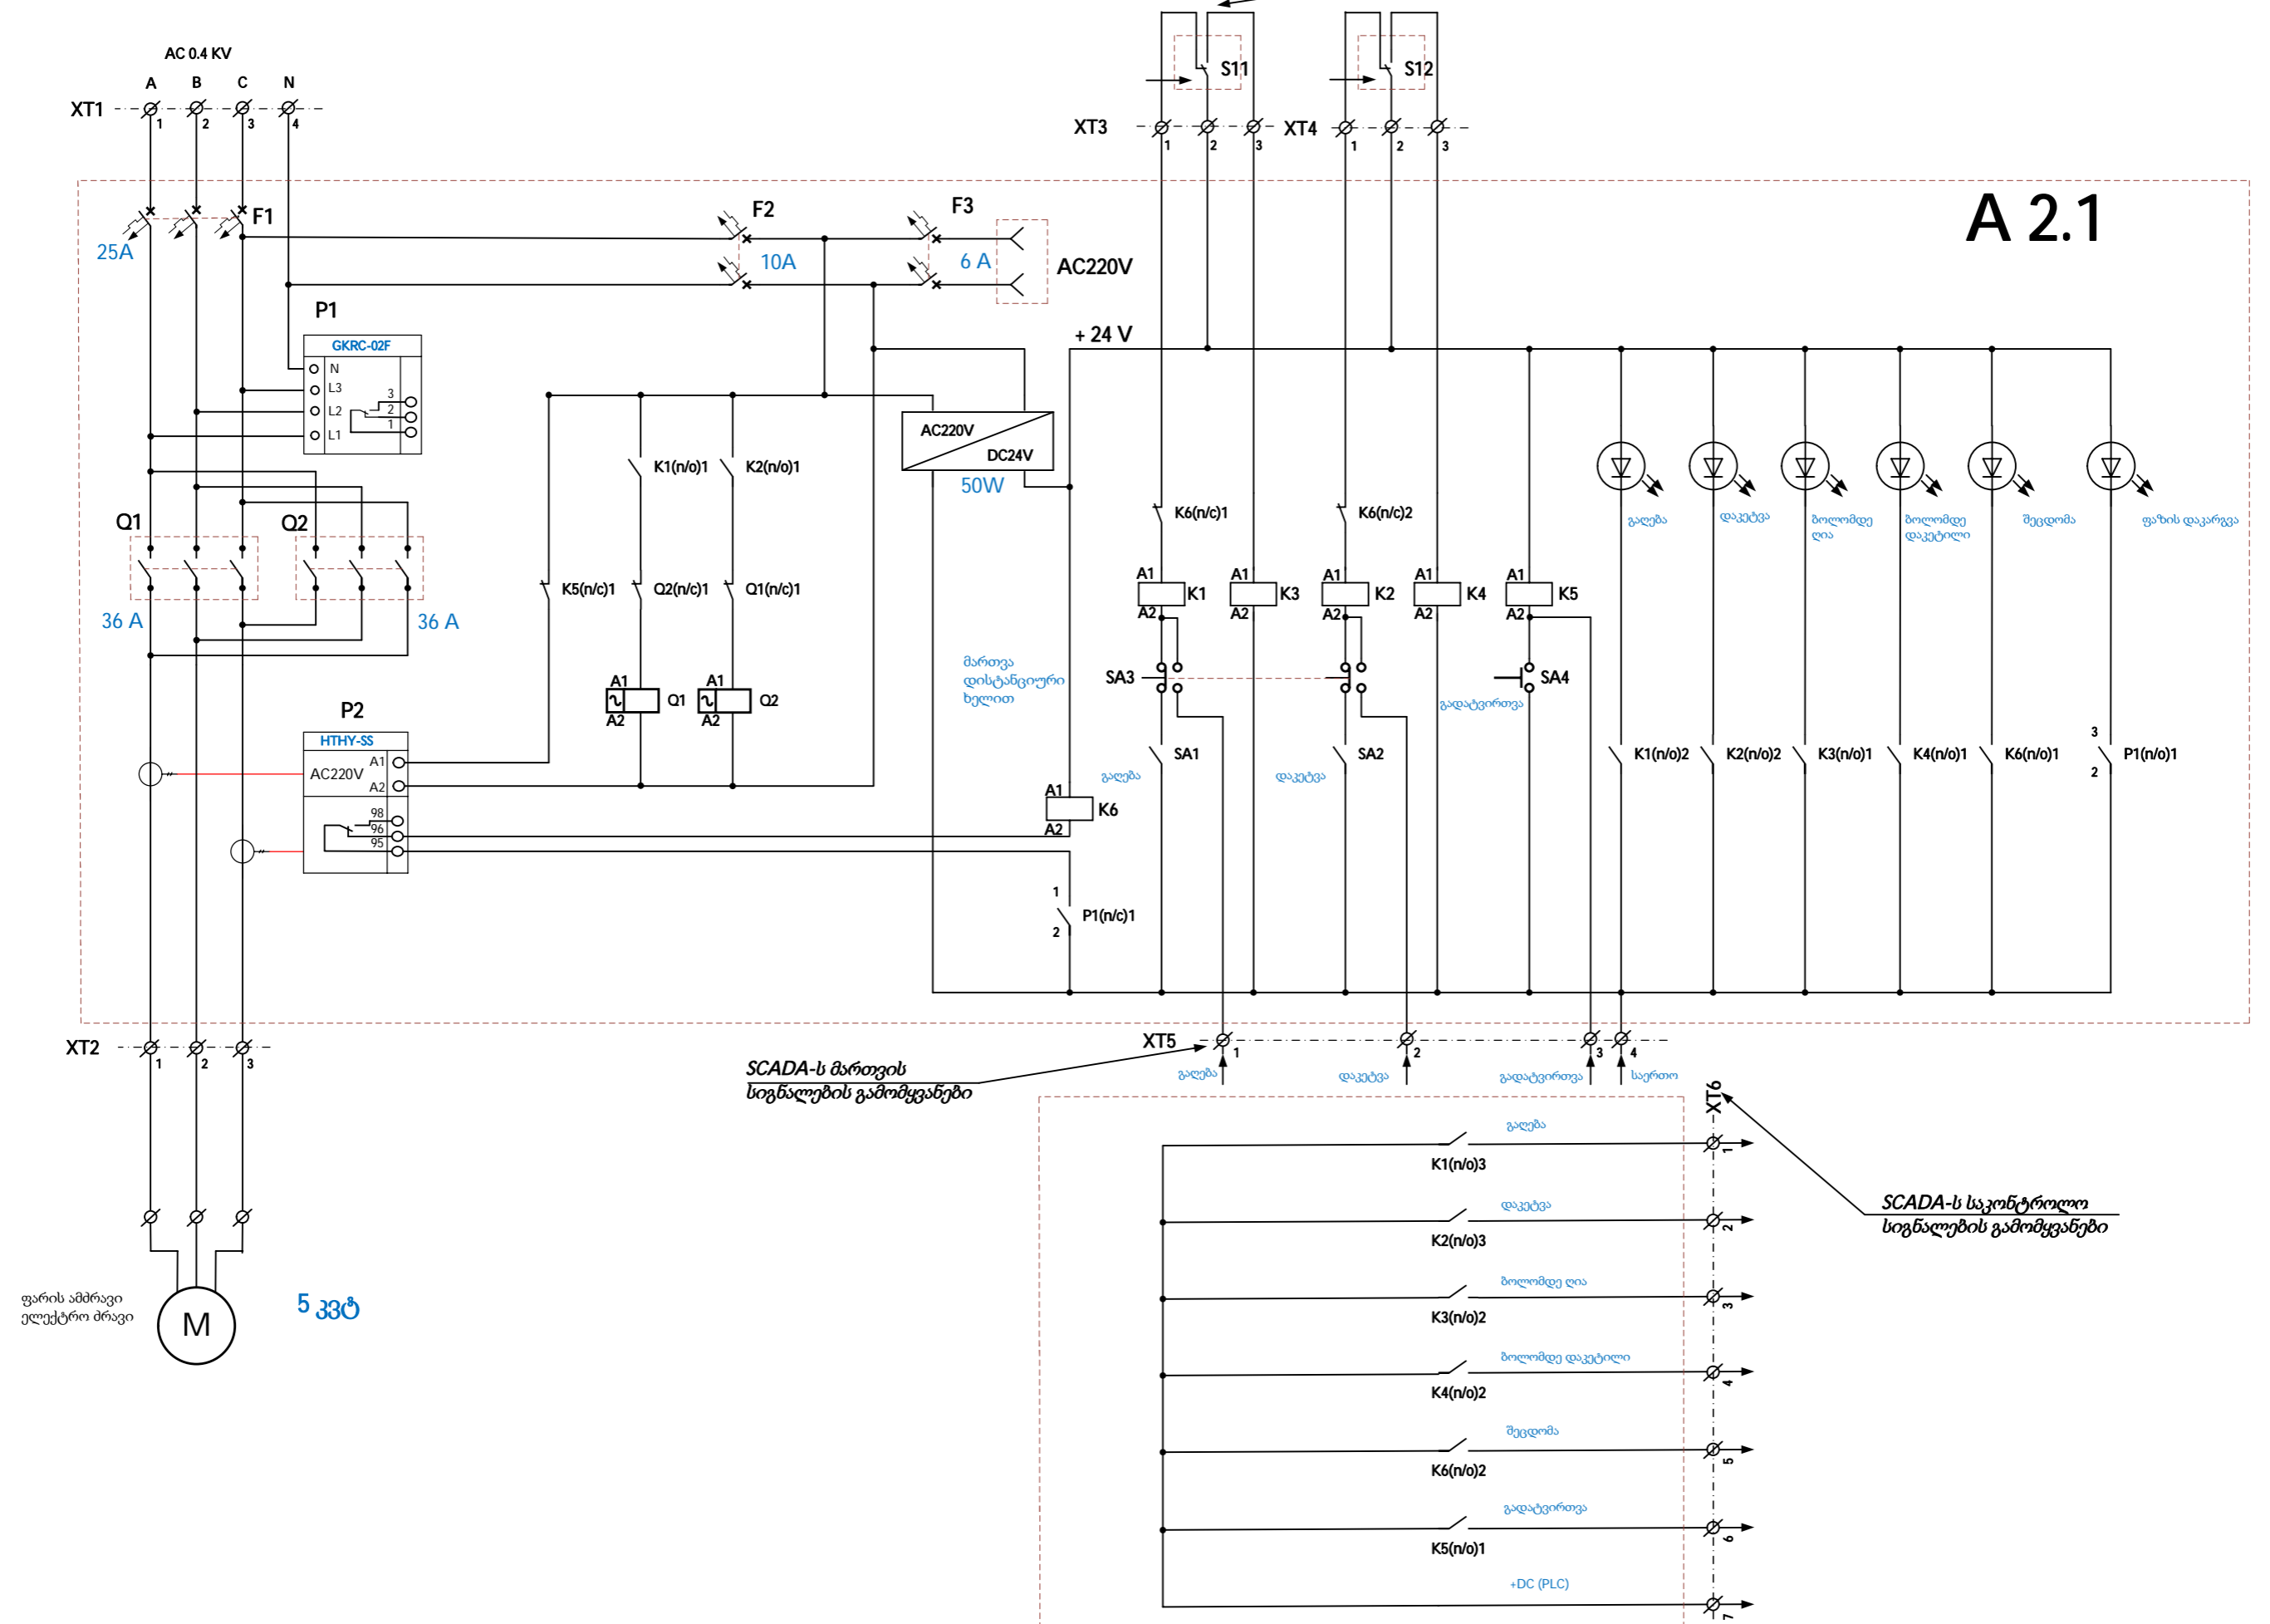 AC 0.4 KV
A B C N
XT1
1 2 3 4
S11
S12
XT3
1 2 3
XT4
1 2 3
A 2.1
F1
25A
F2
10A
F3
6 A
AC220V
P1
GKRC-02F
N
L3
L2
L1
3
2
1
+ 24 V
AC220V
DC24V
50W
K1(n/o)1
K2(n/o)1
K6(n/c)1
K6(n/c)2
გაღება
დაკეტვა
ბოლომდე
ღია
ბოლომდე
დაკეტილი
შეცდომა
ფაზის დაკარგვა
Q1
Q2
36 A
36 A
K5(n/c)1
Q2(n/c)1
Q1(n/c)1
A1
A2
K1
A1
A2
K3
A1
A2
K2
A1
A2
K4
A1
A2
K5
მართვა
დისტანციური
ხელით
SA3
SA4
გადატვირთვა
A1
A2
Q1
A1
A2
Q2
P2
HTHY-SS
AC220V
A1
A2
98
96
95
SA1
გაღება
SA2
დაკეტვა
K1(n/o)2
K2(n/o)2
K3(n/o)1
K4(n/o)1
K6(n/o)1
3
2
P1(n/o)1
A1
A2
K6
1
2
P1(n/c)1
XT2
1 2 3
XT5
1 2 3 4
გაღება
დაკეტვა
გადატვირთვა
საერთო
SCADA-ს მართვის
სიგნალების გამომყვანები
XT6
გაღება
K1(n/o)3
1
დაკეტვა
K2(n/o)3
2
ბოლომდე ღია
K3(n/o)2
3
ბოლომდე დაკეტილი
K4(n/o)2
4
შეცდომა
K6(n/o)2
5
გადატვირთვა
K5(n/o)1
6
+DC (PLC)
7
SCADA-ს საკონტროლო
სიგნალების გამომყვანები
ფარის ამძრავი
ელექტრო ძრავი
M
5 კვტ